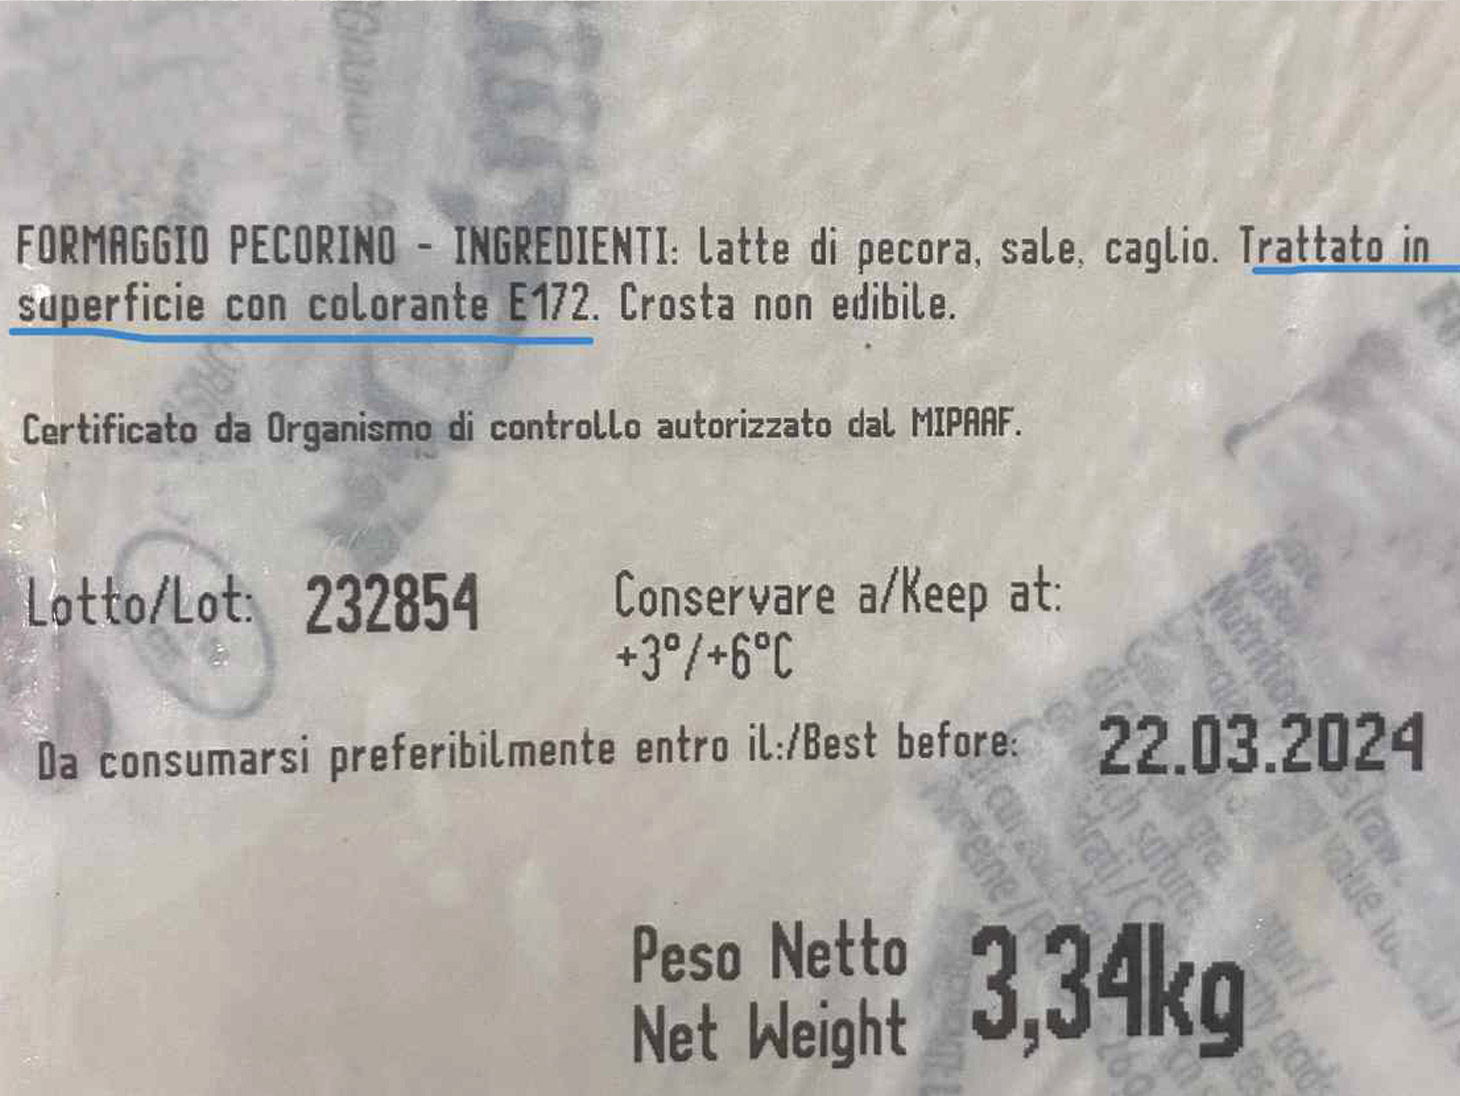 FORMAGGIO PECORINO - INGREDIENTI: latte di pecora, sale, caglio. Trattato in
superficie con colorante E172. Crosta non edibile.
Certificato da Organismo di controllo autorizzato dal MIPAAF.
Lotto/Lot: 232854
Conservare a/Keep at:
+3°/+6°C
Da consumarsi preferibilmente entro il:/Best before: 22.03.2024
Peso Netto
Net Weight
3,34kg